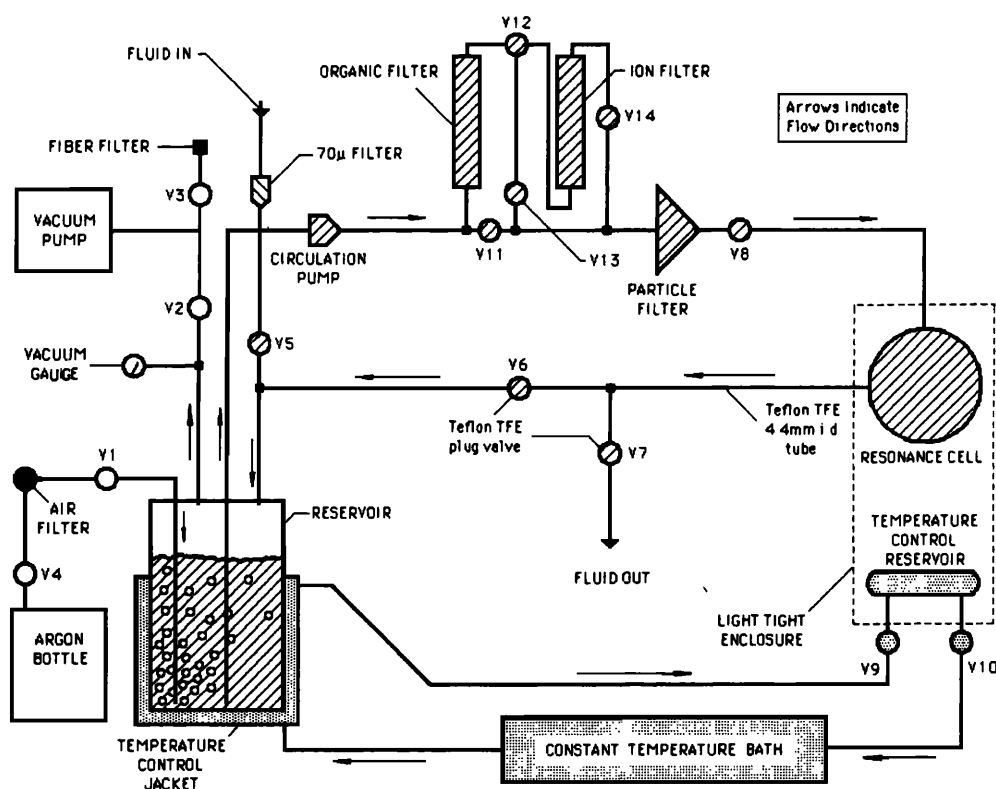 FLUID IN
V12
ORGANIC FILTER
ION FILTER
V14
Arrows Indicate
Flow Directions
FIBER FILTER
70μ FILTER
V3
VACUUM
PUMP
CIRCULATION
PUMP
V11
V13
PARTICLE
FILTER
V8
V2
V5
VACUUM
GAUGE
V6
Teflon TFE
plug valve
V7
Teflon TFE
4 4mm i d
tube
RESONANCE CELL
V1
AIR
FILTER
RESERVOIR
TEMPERATURE
CONTROL
RESERVOIR
V4
FLUID OUT
ARGON
BOTTLE
LIGHT TIGHT
ENCLOSURE
V9
V10
TEMPERATURE
CONTROL
JACKET
CONSTANT TEMPERATURE BATH